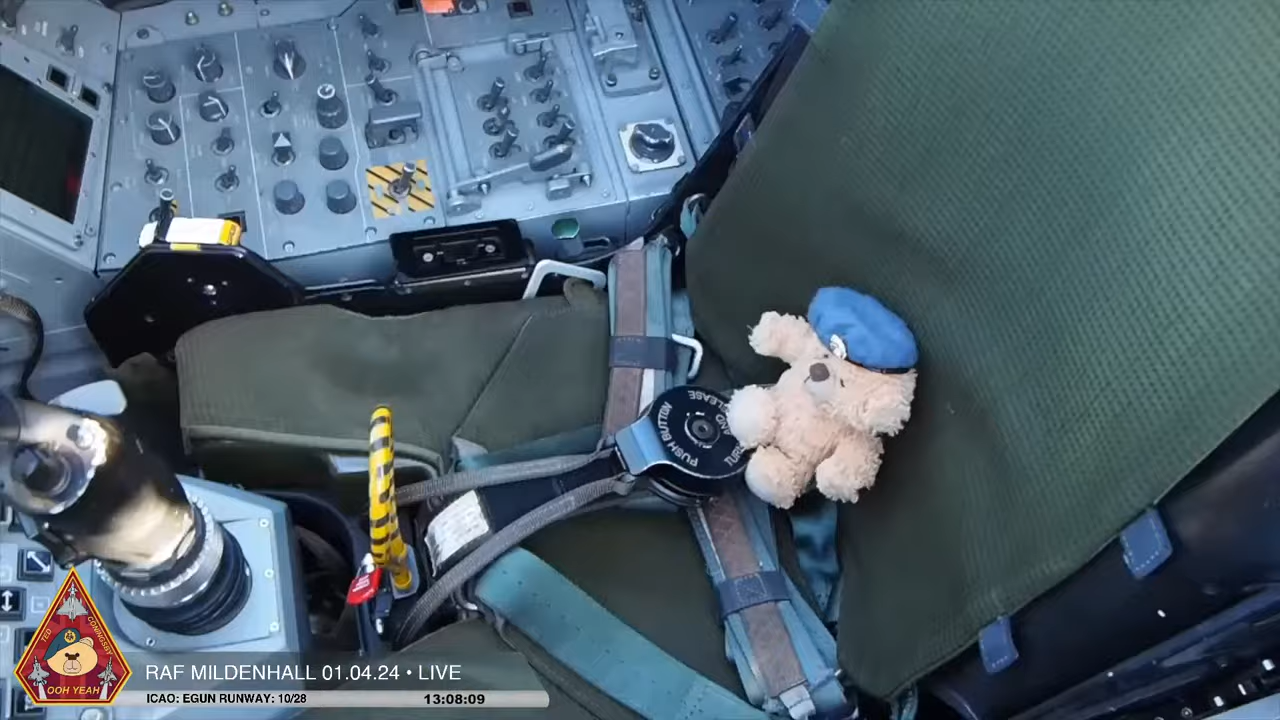 PUSH BUTTON
AND
RELEASE
TURN
TED
CONINGSBY
OOH YEAH
RAF MILDENHALL 01.04.24 • LIVE
ICAO: EGUN RUNWAY: 10/28
13:08:09